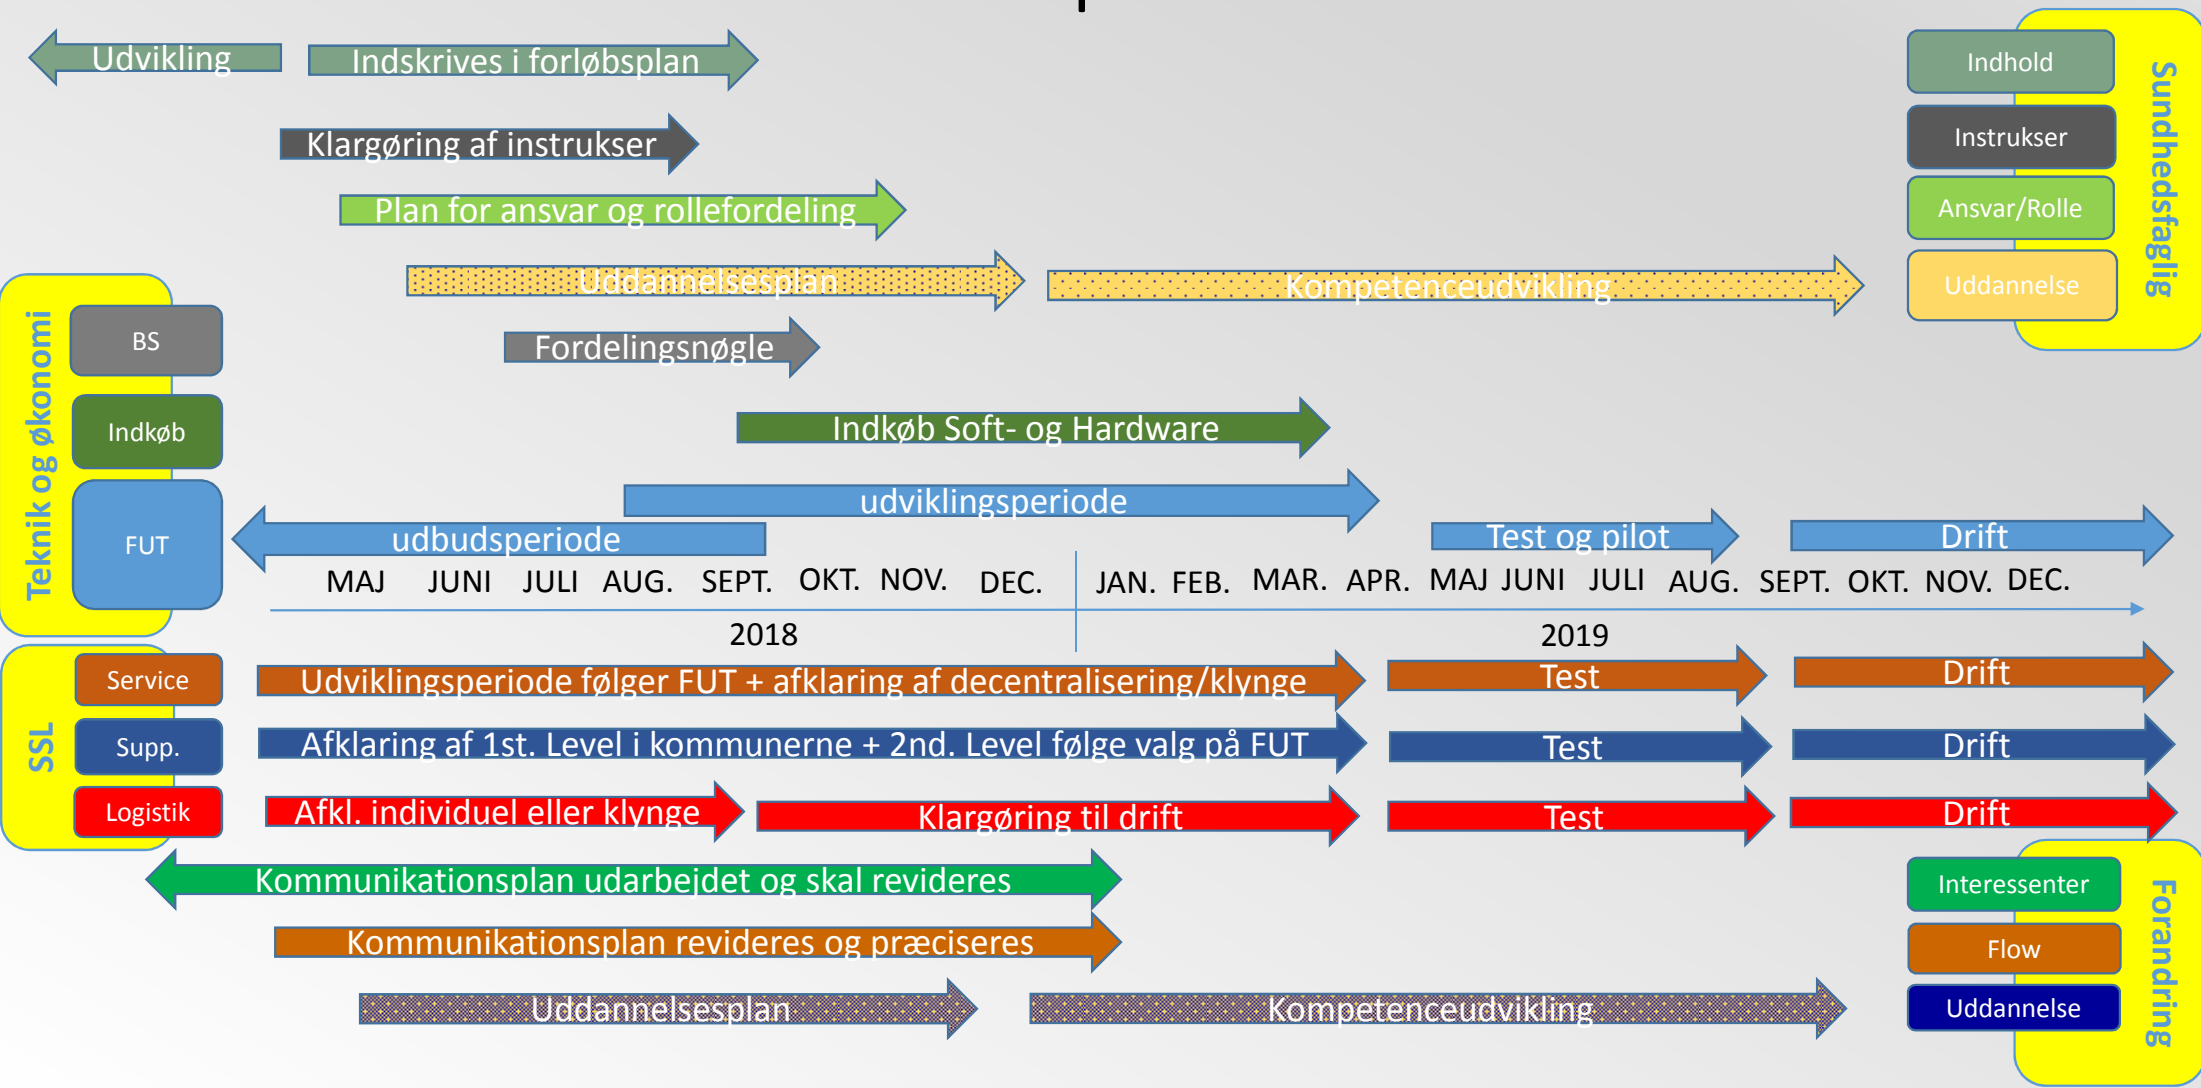 Udvikling
Indskrives i forløbsplan
Indhold
Klargøring af instrukser
Instrukser
Plan for ansvar og rollefordeling
Ansvar/Rolle
Uddannelsesplan
Kompetenceudvikling
Uddannelse
Sundhedsfaglig
Teknik og økonomi
BS
Fordelingsnøgle
Indkøb
Indkøb Soft- og Hardware
FUT
udviklingsperiode
udbudsperiode
Test og pilot
Drift
MAJ JUNI JULI AUG. SEPT. OKT. NOV. DEC. JAN. FEB. MAR. APR. MAJ JUNI JULI AUG. SEPT. OKT. NOV. DEC.
2018
2019
SSL
Service
Udviklingsperiode følger FUT + afklaring af decentralisering/klynge
Test
Drift
Supp.
Afklaring af 1st. Level i kommunerne + 2nd. Level følge valg på FUT
Test
Drift
Logistik
Afkl. individuel eller klynge
Klargøring til drift
Test
Drift
Kommunikationsplan udarbejdet og skal revideres
Interessenter
Kommunikationsplan revideres og præciseres
Flow
Uddannelsesplan
Kompetenceudvikling
Uddannelse
Forandring